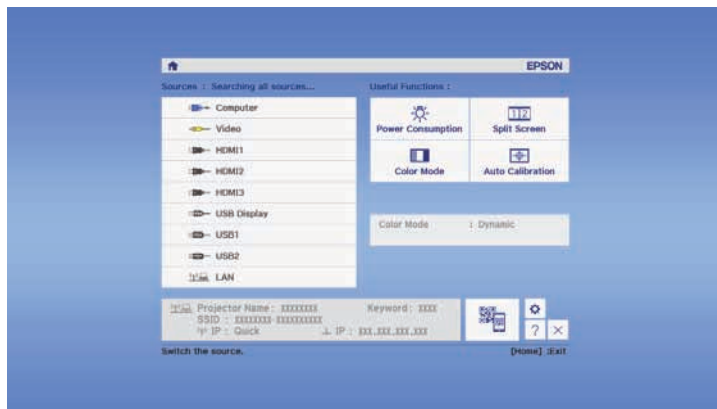 EPSON
Sources : Searching all sources...
Computer
Video
HDMI1
HDMI2
HDMI3
USB Display
USB1
USB2
LAN
Useful Functions :
Power Consumption
Split Screen
Color Mode
Auto Calibration
Color Mode : Dynamic
Projector Name : XXXXXXXX Keyword : XXXX
SSID : XXXXXXXX-XXXXXXXXX
IP : Quick IP : XXX.XXX.XXX.XXX
Switch the source.
[Home] :Exit